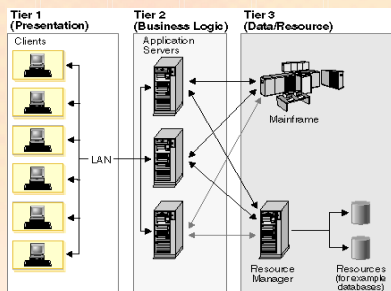 Tier 1
(Presentation)
Clients
LAN
Tier 2
(Business Logic)
Application
Servers
Tier 3
(Data/Resource)
Mainframe
Resource
Manager
Resources
(for example
databases)